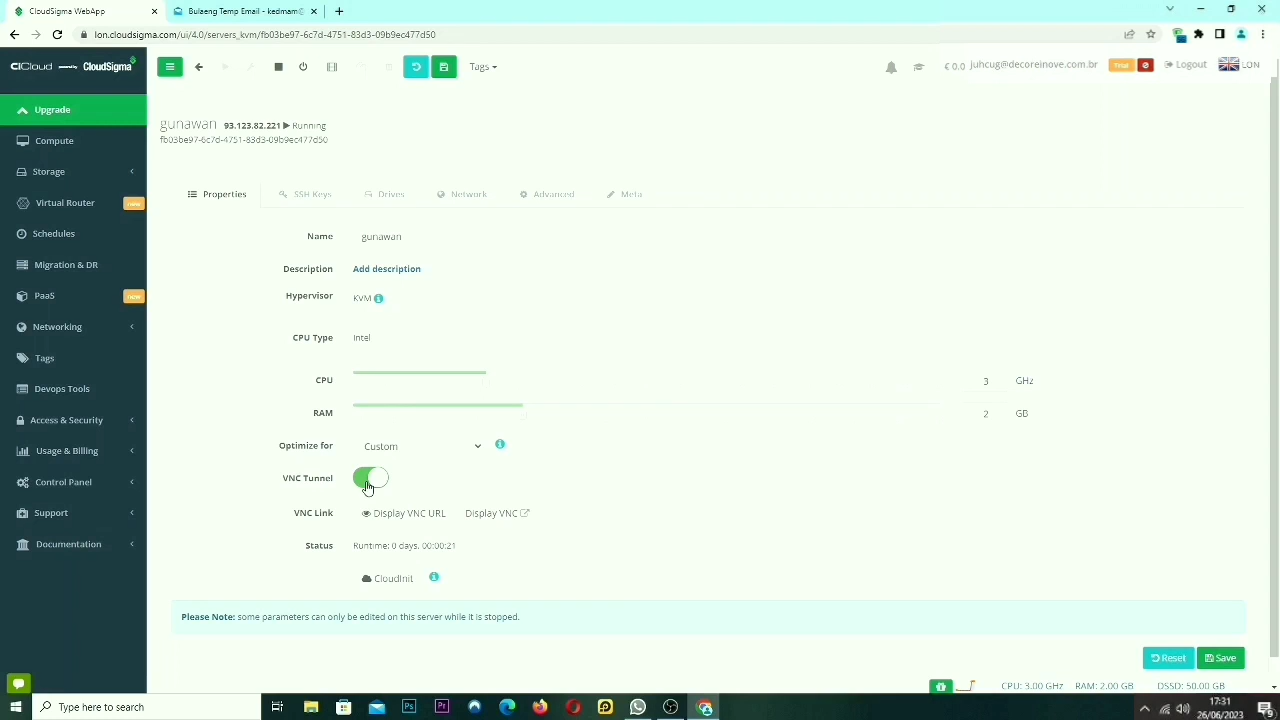 CloudSigma WebApp
Bulaeng Temp Email - kedmam@
lon.cloudsigma.com/ui/4.0/servers_kvm/fb03be97-6c7d-4751-83d3-09b9ec477d50
CICloud CloudSigma
Tags
€ 0.0 juhcug@decoreinove.com.br Trial Logout LON
Upgrade
Compute
Storage
Virtual Router new
Schedules
Migration & DR
PaaS new
Networking
Tags
Devops Tools
Access & Security
Usage & Billing
Control Panel
Support
Documentation
gunawan 93.123.82.221 Running
fb03be97-6c7d-4751-83d3-09b9ec477d50
Properties SSH Keys Drives Network Advanced Meta
Name gunawan
Description Add description
Hypervisor KVM
CPU Type Intel
CPU 3 GHz
RAM 2 GB
Optimize for Custom
VNC Tunnel
VNC Link Display VNC URL Display VNC
Status Runtime: 0 days, 00:00:21
CloudInit
Please Note: some parameters can only be edited on this server while it is stopped.
Reset Save
CPU: 3.00 GHz RAM: 2.00 GB DSSD: 50.00 GB
Type here to search
17:31
26/06/2023